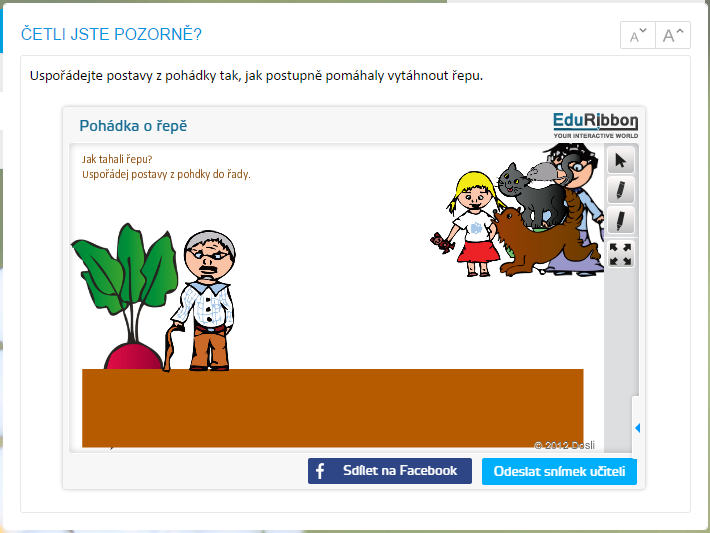 ČETLI JSTE POZORNĚ?
A A
Uspořádejte postavy z pohádky tak, jak postupně pomáhaly vytáhnout řepu.
Pohádka o řepě
EduRibbon
YOUR INTERACTIVE WORLD
Jak tahali řepu?
Uspořádej postavy z pohdky do řady.
© 2012 Dosli
f Sdílet na Facebook
Odeslat snímek učiteli